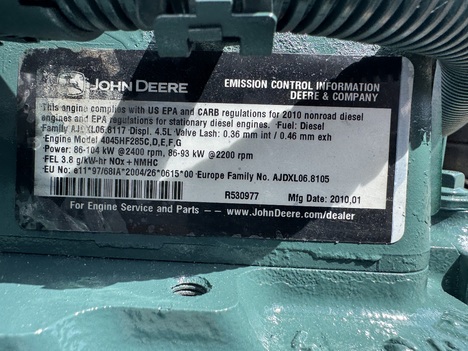 JOHN DEERE
EMISSION CONTROL INFORMATION
DEERE & COMPANY
This engine complies with US EPA and CARB regulations for 2010 nonroad diesel
engines and EPA regulations for stationary diesel engines. ·Fuel: Diesel
Family AJDXL06.8117 Displ. 4.5L Valve Lash: 0.36 mm int / 0.46 mm exh
Engine Model 4045HF285C,D,E,F,G
Power: 86-104 kW @2400 rpm, 86-93 kW @2200 rpm
FEL 3.8 g/kW-hr NOx + NMHC
EU No: e11*97/68IA*2004/26*0615*00·Europe Family No. AJDXL06.8105
R530977
Mfg Date: 2010,01
For Engine Service and Parts -- www.JohnDeere.com/dealer